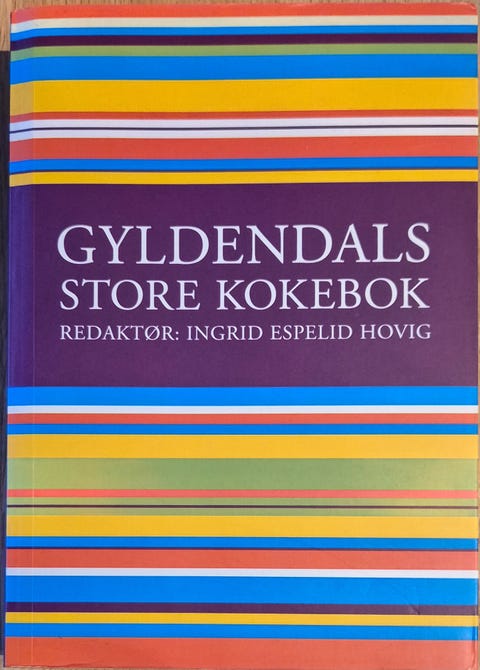 GYLDENDALS
STORE KOKEBOK
REDAKTØR: INGRID ESPELID HOVIG